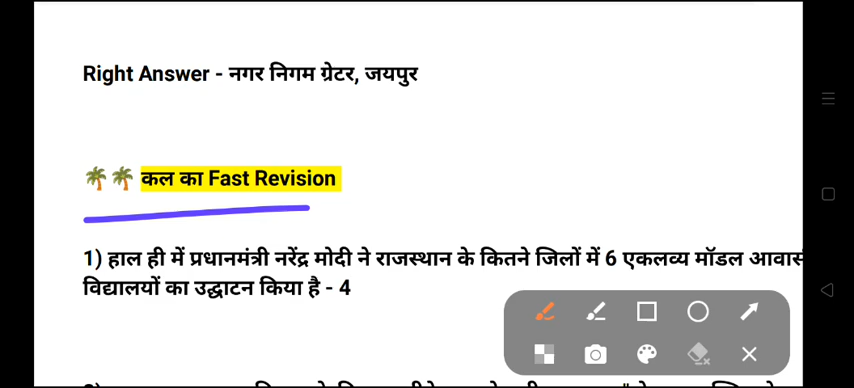 Right Answer - नगर निगम ग्रेटर, जयपुर
🌴🌴 कल का Fast Revision
1) हाल ही में प्रधानमंत्री नरेंद्र मोदी ने राजस्थान के कितने जिलों में 6 एकलव्य मॉडल
विद्यालयों का उद्घाटन किया है - 4